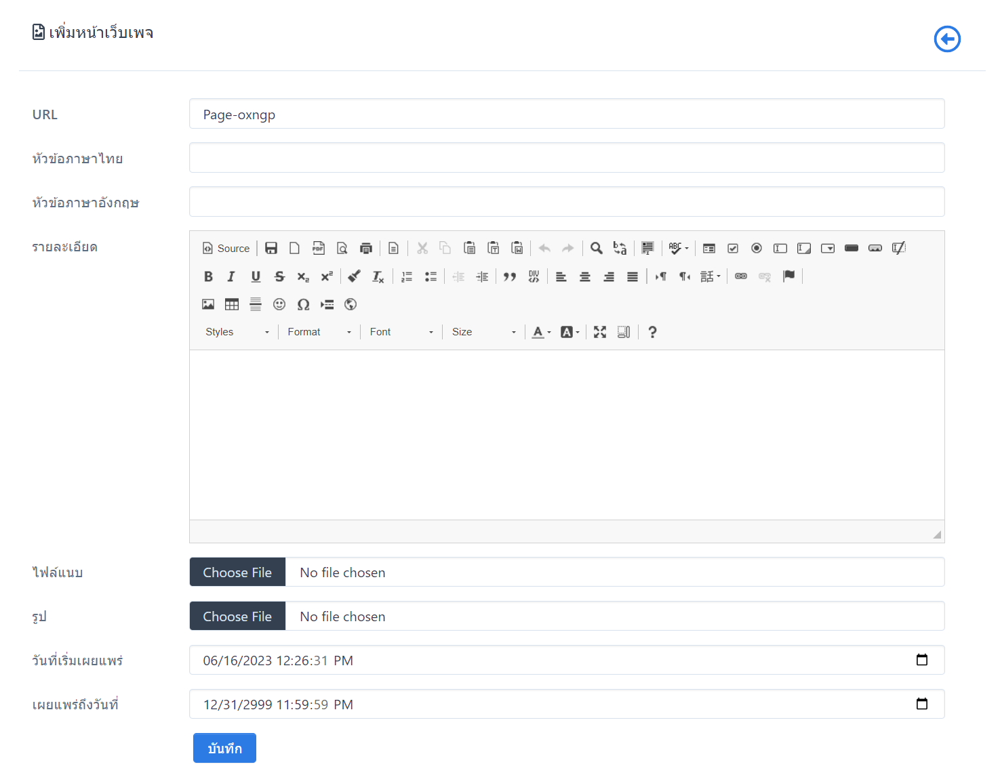 เพิ่มหน้าเว็บเพจ
URL
Page-oxngp
หัวข้อภาษาไทย
หัวข้อภาษาอังกฤษ
รายละเอียด
Source
Styles Format Font Size
ไฟล์แนบ
Choose File No file chosen
รูป
Choose File No file chosen
วันที่เริ่มเผยแพร่
06/16/2023 12:26:31 PM
เผยแพร่ถึงวันที่
12/31/2999 11:59:59 PM
บันทึก